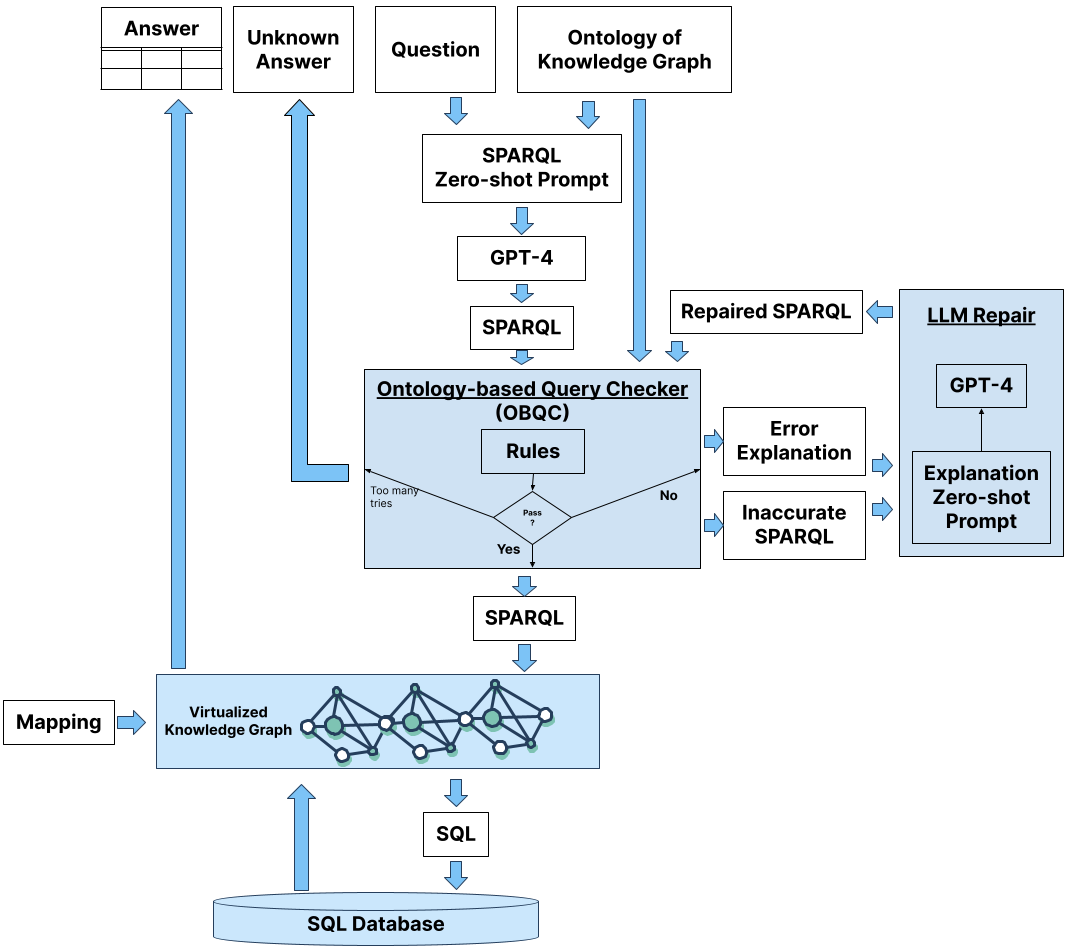 Answer
Unknown
Answer
Question
Ontology of
Knowledge Graph
SPARQL
Zero-shot Prompt
GPT-4
SPARQL
Repaired SPARQL
LLM Repair
GPT-4
Explanation
Zero-shot
Prompt
Ontology-based Query Checker
(OBQC)
Rules
Too many
tries
Pass
?
No
Yes
Error
Explanation
Inaccurate
SPARQL
SPARQL
Mapping
Virtualized
Knowledge Graph
SQL
SQL Database